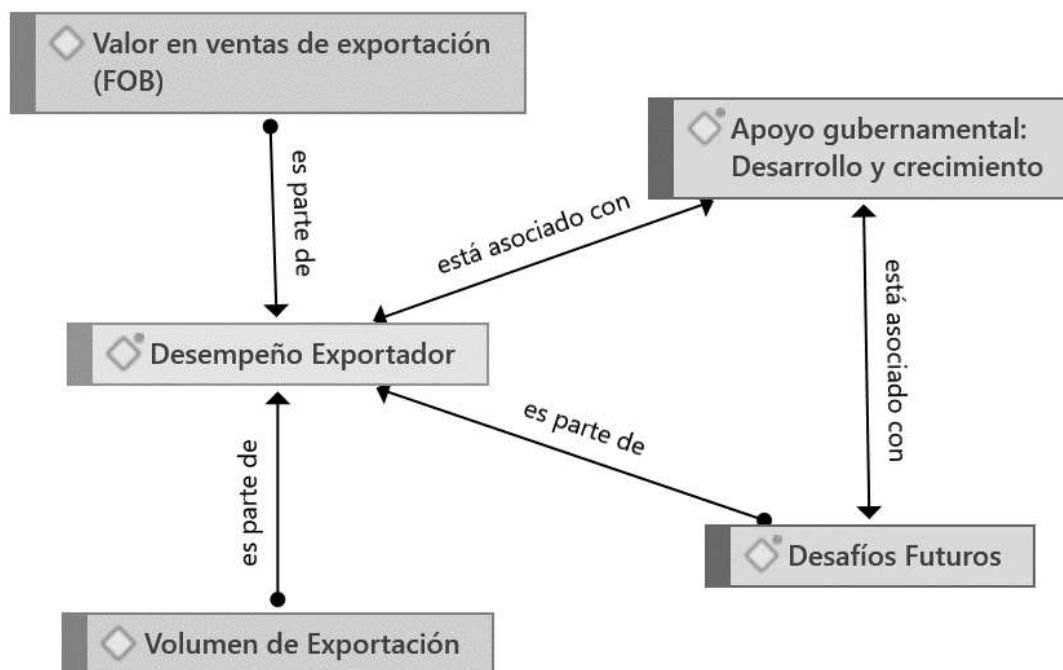 Valor en ventas de exportación
(FOB)
Apoyo gubernamental:
Desarrollo y crecimiento
es parte de
está asociado con
está asociado con
Desempeño Exportador
es parte de
es parte de
Desafíos Futuros
Volumen de Exportación